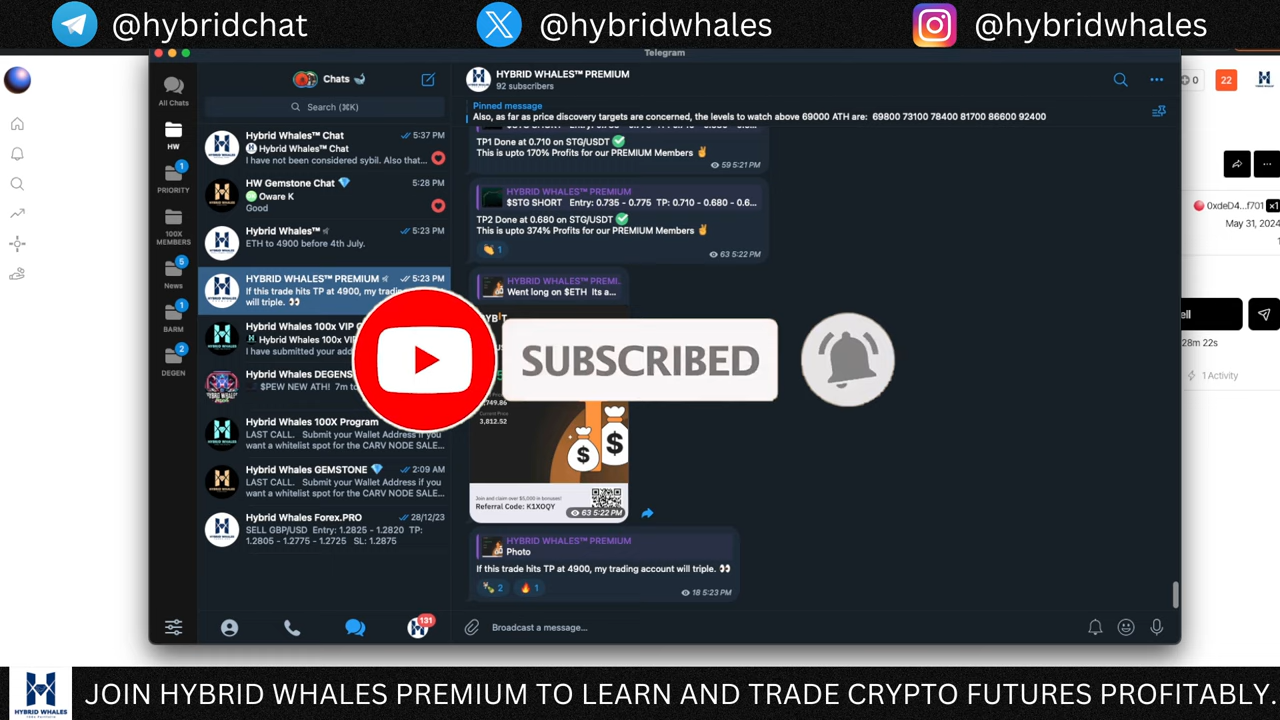 @hybridchat
@hybridwhales
@hybridwhales
Telegram
Chats
Search (⌘K)
All Chats
HW
1
PRIORITY
100X
MEMBERS
5
News
1
BARM
2
DEGEN
Hybrid Whales™ Chat
5:37 PM
Hybrid Whales™ Chat
I have not been considered sybil. Also that...
HW Gemstone Chat
5:28 PM
Oware K
Good
Hybrid Whales™
5:23 PM
ETH to 4900 before 4th July.
HYBRID WHALES™ PREMIUM
5:23 PM
If this trade hits TP at 4900, my trading
will triple. 👀
Hybrid Whales 100x VIP
Hybrid Whales 100x VIP
I have submitted your
Hybrid Whales DEGENS
$PEW NEW ATH! 7m to
Hybrid Whales 100X Program
LAST CALL. Submit your Wallet Address if you
want a whitelist spot for the CARV NODE SALE...
Hybrid Whales GEMSTONE
2:09 AM
LAST CALL. Submit your Wallet Address if you
want a whitelist spot for the CARV NODE SALE...
Hybrid Whales Forex.PRO
28/12/23
SELL GBP/USD Entry: 1.2825 - 1.2820 TP:
1.2805 - 1.2775 - 1.2725 SL: 1.2875
131
HYBRID WHALES™ PREMIUM
92 subscribers
Pinned message
Also, as far as price discovery targets are concerned, the levels to watch above 69000 ATH are: 69800 73100 78400 81700 86600 92400
TP1 Done at 0.710 on STG/USDT ✅
This is upto 170% Profits for our PREMIUM Members ✌
59 5:21 PM
HYBRID WHALES™ PREMIUM
$STG SHORT Entry: 0.735 - 0.775 TP: 0.710 - 0.680 - 0.6...
TP2 Done at 0.680 on STG/USDT ✅
This is upto 374% Profits for our PREMIUM Members ✌
1
63 5:22 PM
HYBRID WHALES™ PREMI...
Went long on $ETH Its a...
SUBSCRIBED
Current Price
3,812.52
Join and claim over $5,000 in bonuses!
Referral Code: K1XOQY
63 5:22 PM
HYBRID WHALES™ PREMIUM
Photo
If this trade hits TP at 4900, my trading account will triple. 👀
2
1
18 5:23 PM
Broadcast a message...
0
22
0xdeD4...f701 ×1
May 31, 2024
ell
28m 22s
1 Activity
HYBRID WHALES
JOIN HYBRID WHALES PREMIUM TO LEARN AND TRADE CRYPTO FUTURES PROFITABLY.